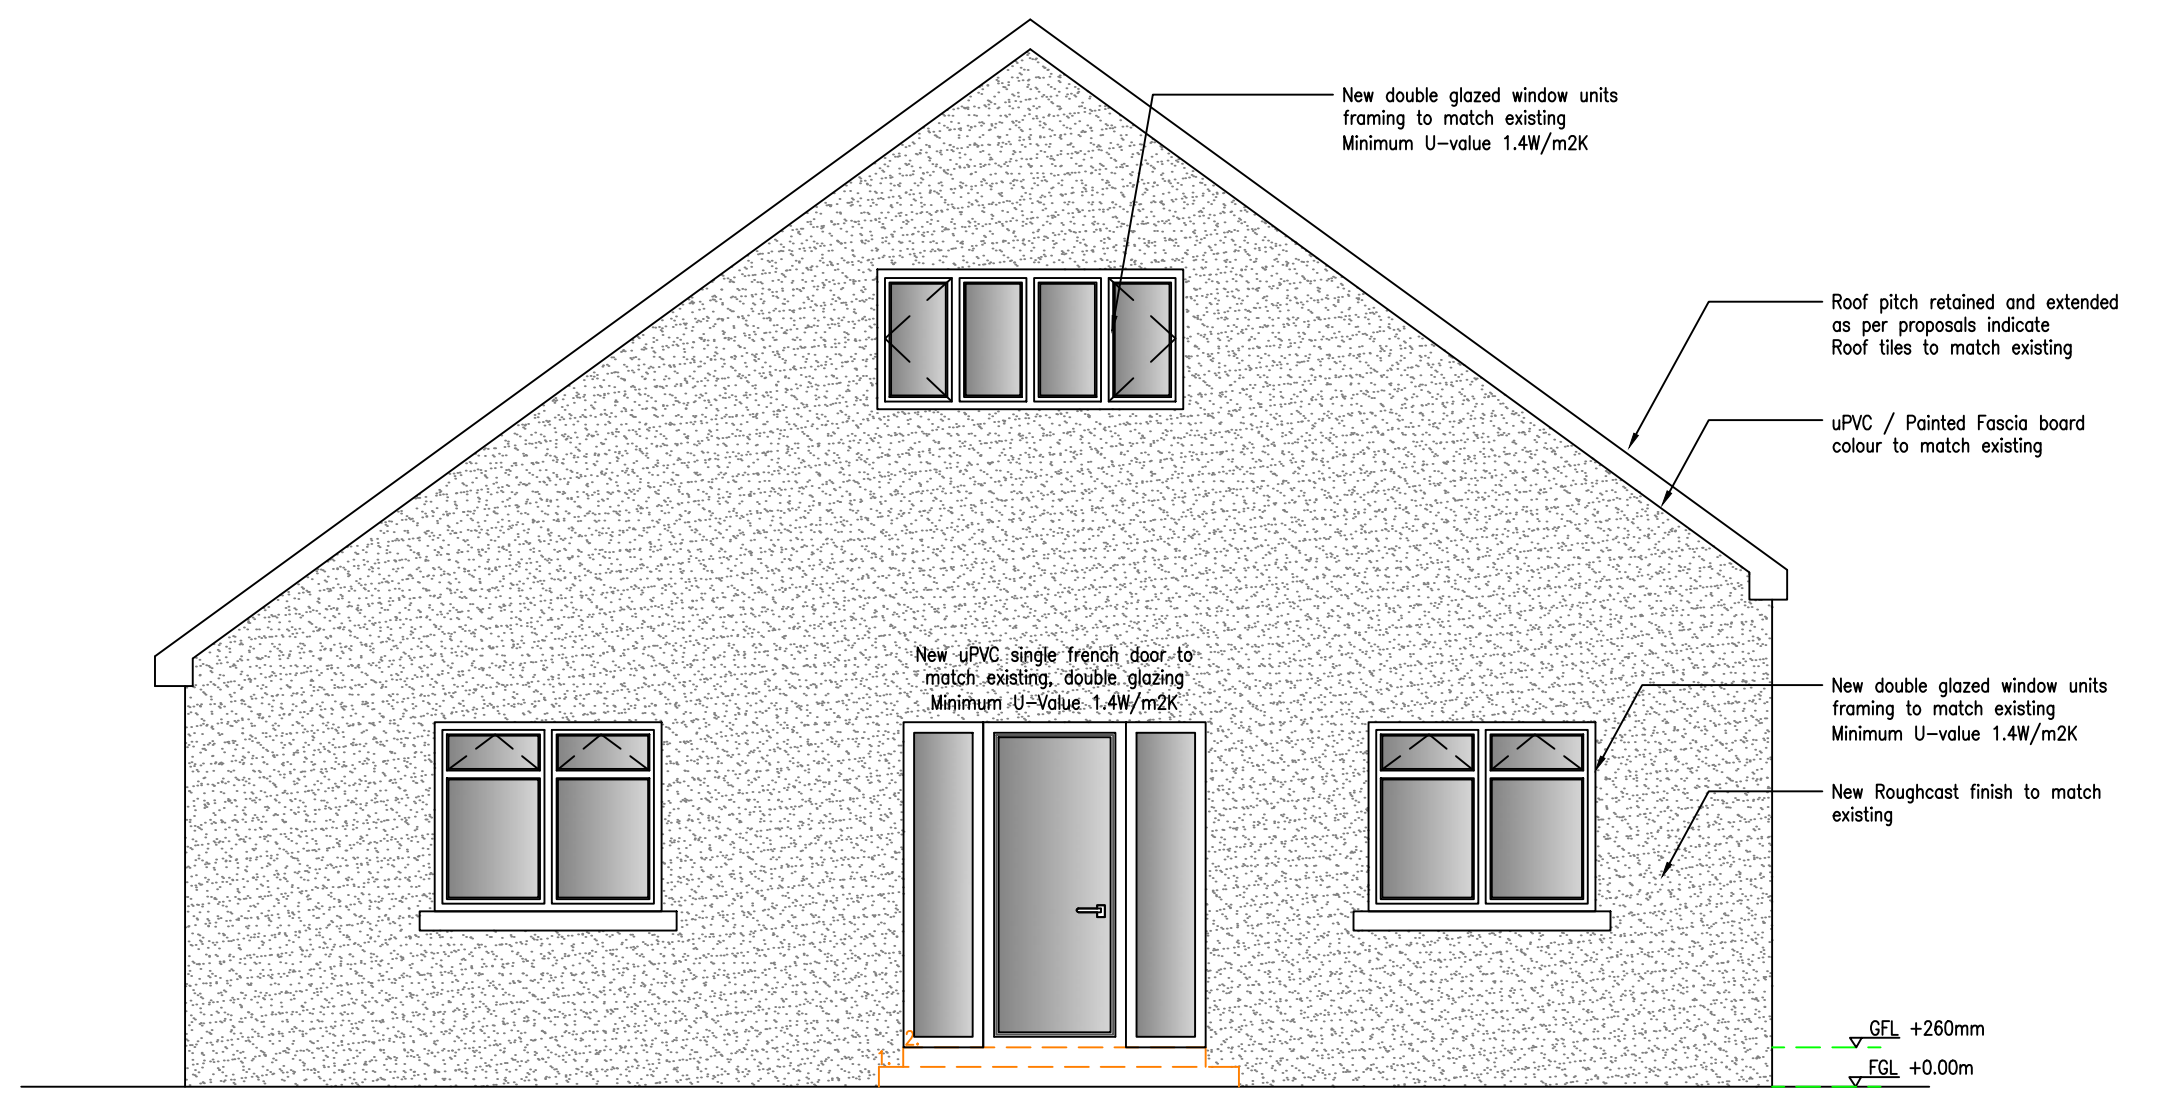 New double glazed window units
framing to match existing
Minimum U-value 1.4W/m2K
Roof pitch retained and extended
as per proposals indicate
Roof tiles to match existing
uPVC / Painted Fascia board
colour to match existing
New uPVC single french door to
match existing, double glazing
Minimum U-Value 1.4W/m2K
New double glazed window units
framing to match existing
Minimum U-value 1.4W/m2K
New Roughcast finish to match
existing
2.
1.
GFL +260mm
FGL +0.00m